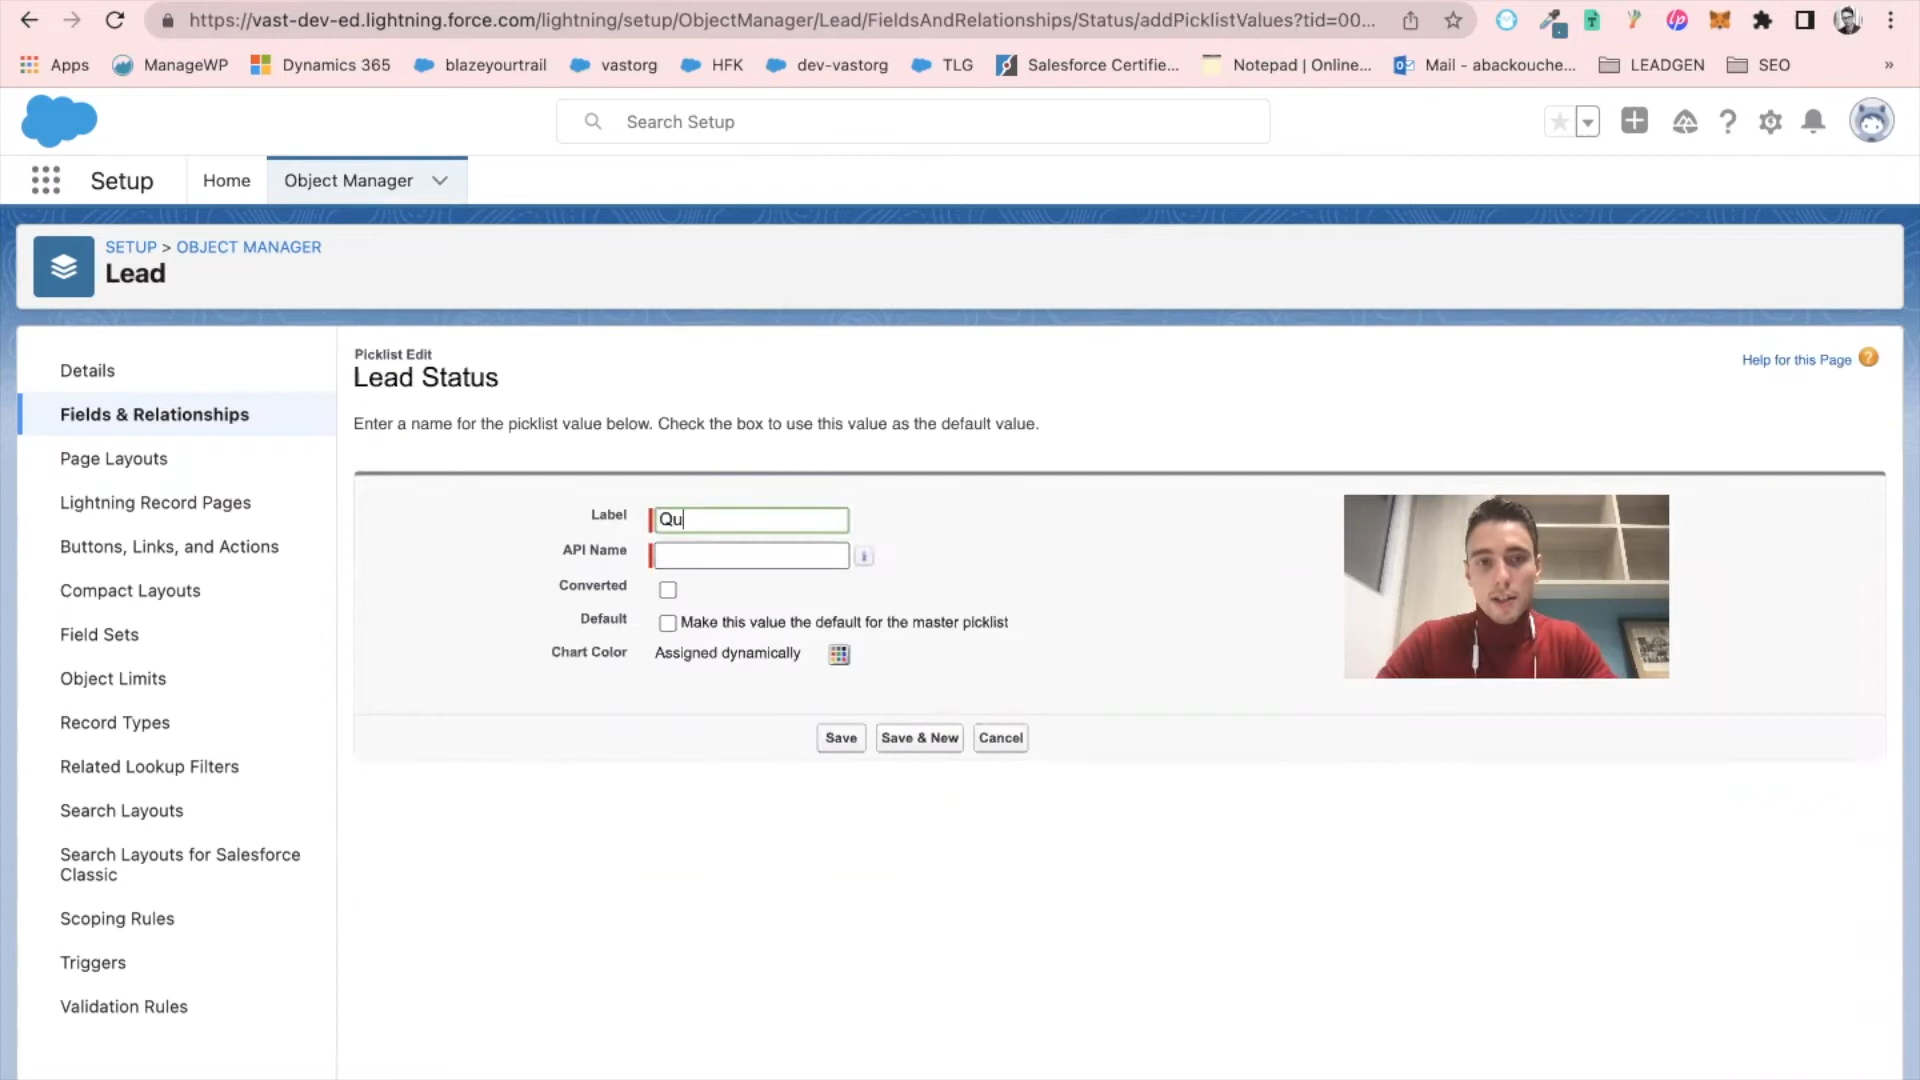 https://vast-dev-ed.lightning.force.com/lightning/setup/ObjectManager/Lead/FieldsAndRelationships/Status/addPicklistValues?tid=00...
Apps ManageWP Dynamics 365 blazeyourtrail vastorg HFK dev-vastorg TLG Salesforce Certifie... Notepad | Online... Mail - abackouche... LEADGEN SEO »
Search Setup
Setup Home Object Manager
SETUP > OBJECT MANAGER
Lead
Details
Fields & Relationships
Page Layouts
Lightning Record Pages
Buttons, Links, and Actions
Compact Layouts
Field Sets
Object Limits
Record Types
Related Lookup Filters
Search Layouts
Search Layouts for Salesforce
Classic
Scoping Rules
Triggers
Validation Rules
Picklist Edit
Lead Status
Help for this Page ?
Enter a name for the picklist value below. Check the box to use this value as the default value.
Label Qu
API Name i
Converted
Default Make this value the default for the master picklist
Chart Color Assigned dynamically
Save Save & New Cancel